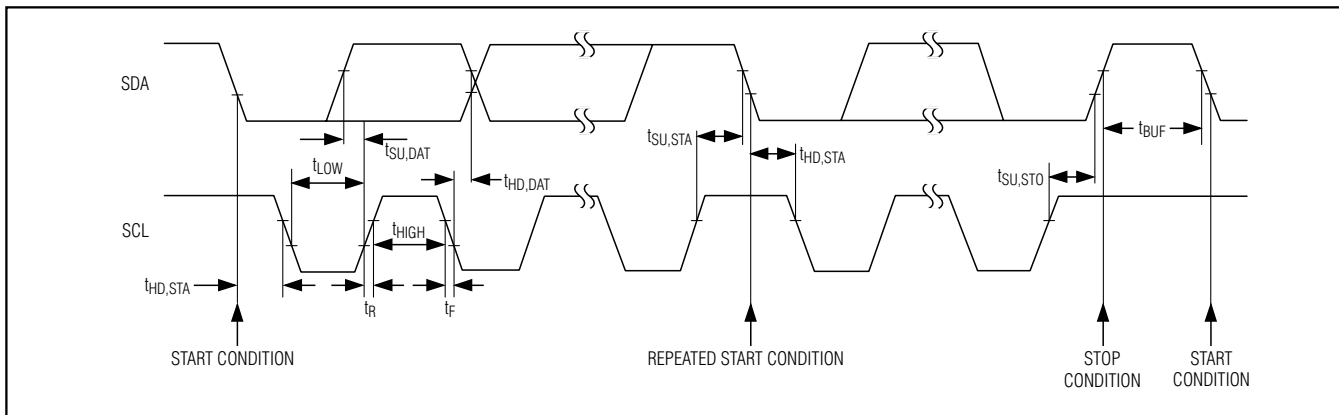 SDA
tSU,STA
tBUF
tLOW
tSU,DAT
tHD,STA
tHD,DAT
tSU,STO
SCL
tHIGH
tHD,STA
tR
tF
START CONDITION
REPEATED START CONDITION
STOP
CONDITION
START
CONDITION